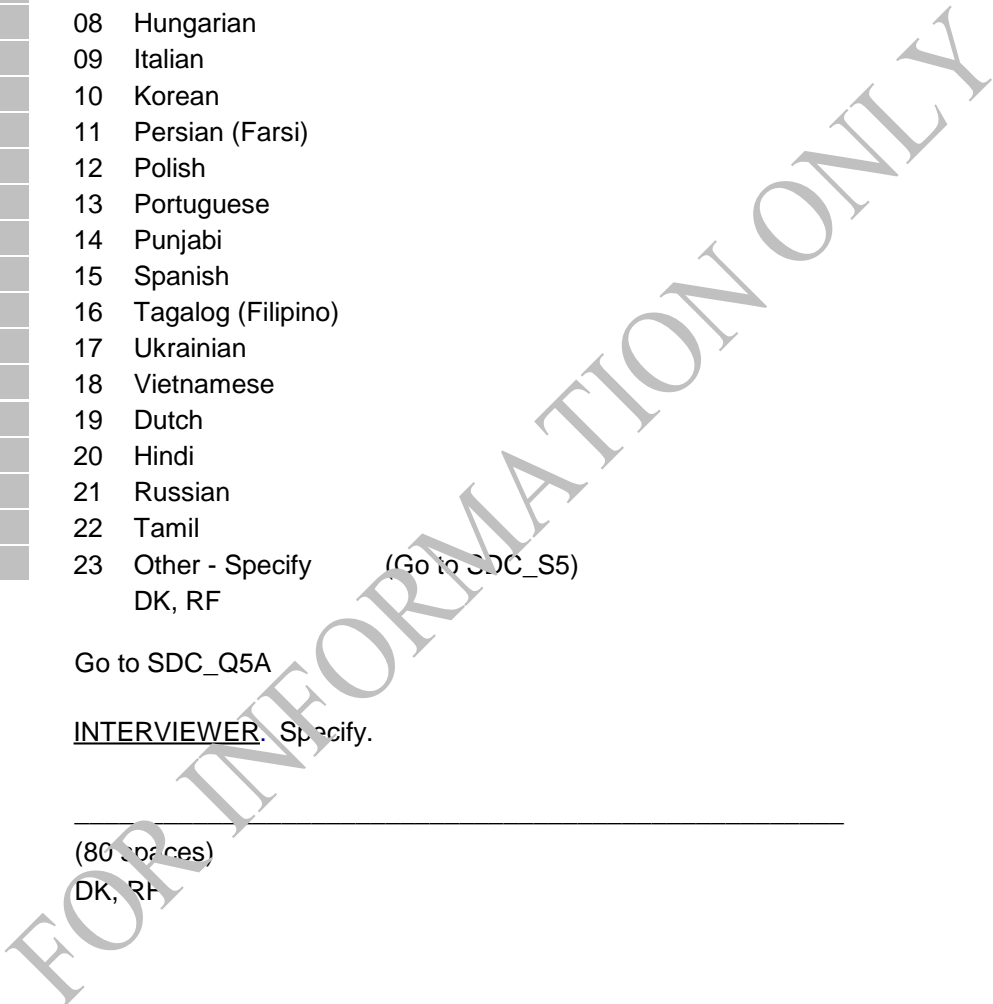 08 Hungarian
09 Italian
10 Korean
11 Persian (Farsi)
12 Polish
13 Portuguese
14 Punjabi
15 Spanish
16 Tagalog (Filipino)
17 Ukrainian
18 Vietnamese
19 Dutch
20 Hindi
21 Russian
22 Tamil
23 Other - Specify (Go to SDC_S5)
DK, RF
Go to SDC_Q5A
INTERVIEWER: Specify.
(80 spaces)
DK, RF
FOR INFORMATION ONLY